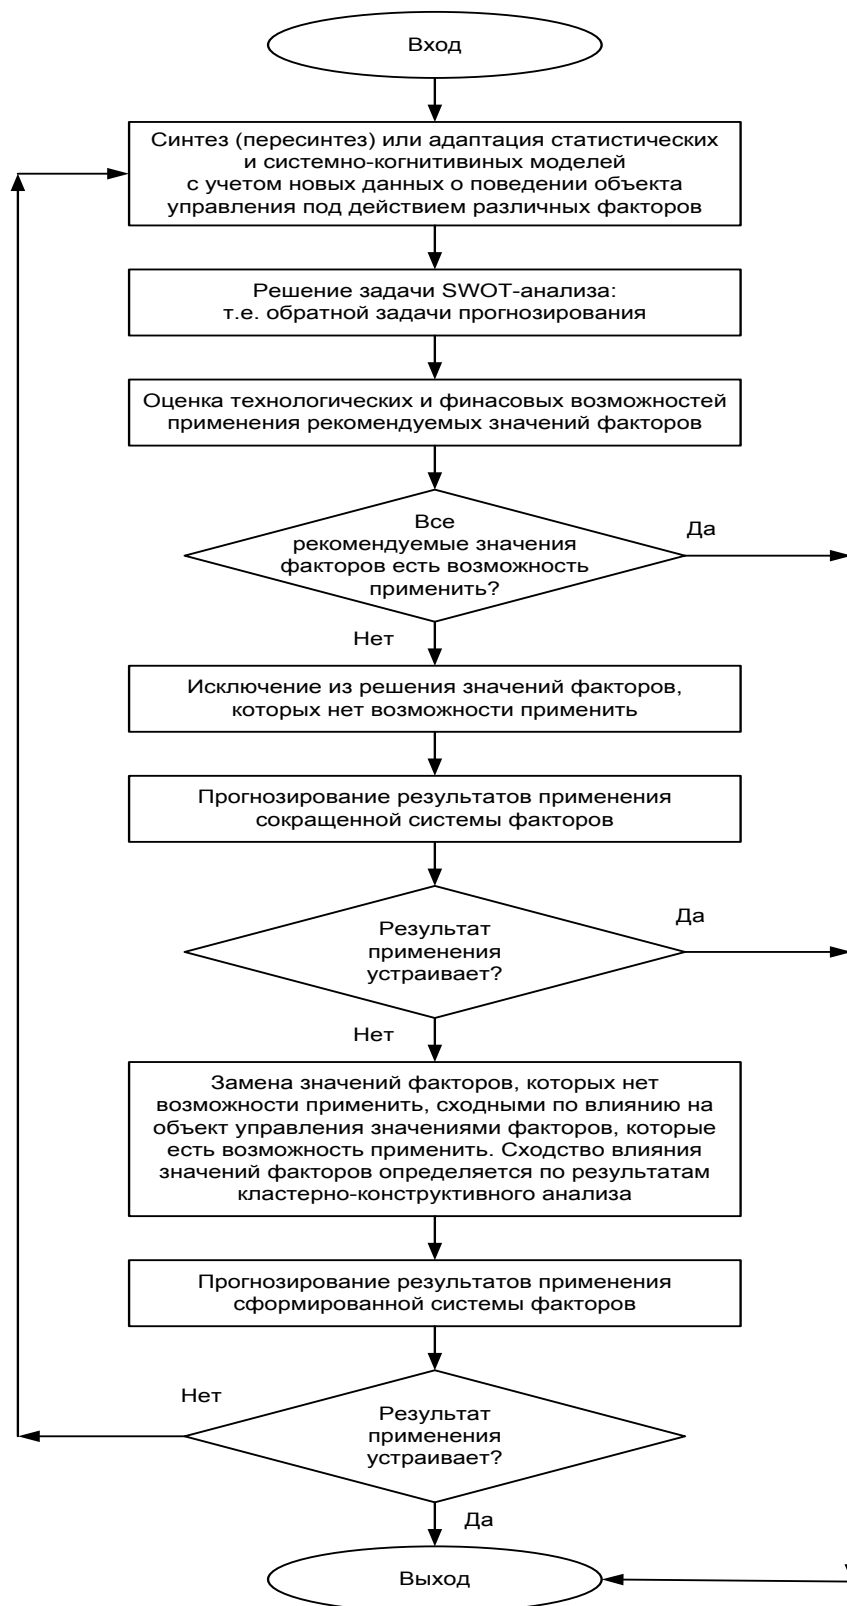 Вход
Синтез (пересинтез) или адаптация статистических
и системно-когнитивиных моделей
с учетом новых данных о поведении объекта
управления под действием различных факторов
Решение задачи SWOT-анализа:
т.е. обратной задачи прогнозирования
Оценка технологических и финасовых возможностей
применения рекомендуемых значений факторов
Все
рекомендуемые значения
факторов есть возможность
применить?
Да
Нет
Исключение из решения значений факторов,
которых нет возможности применить
Прогнозирование результатов применения
сокращенной системы факторов
Результат
применения
устраивает?
Да
Нет
Замена значений факторов, которых нет
возможности применить, сходными по влиянию на
объект управления значениями факторов, которые
есть возможность применить. Сходство влияния
значений факторов определяется по результатам
кластерно-конструктивного анализа
Прогнозирование результатов применения
сформированной системы факторов
Нет
Результат
применения
устраивает?
Да
Выход